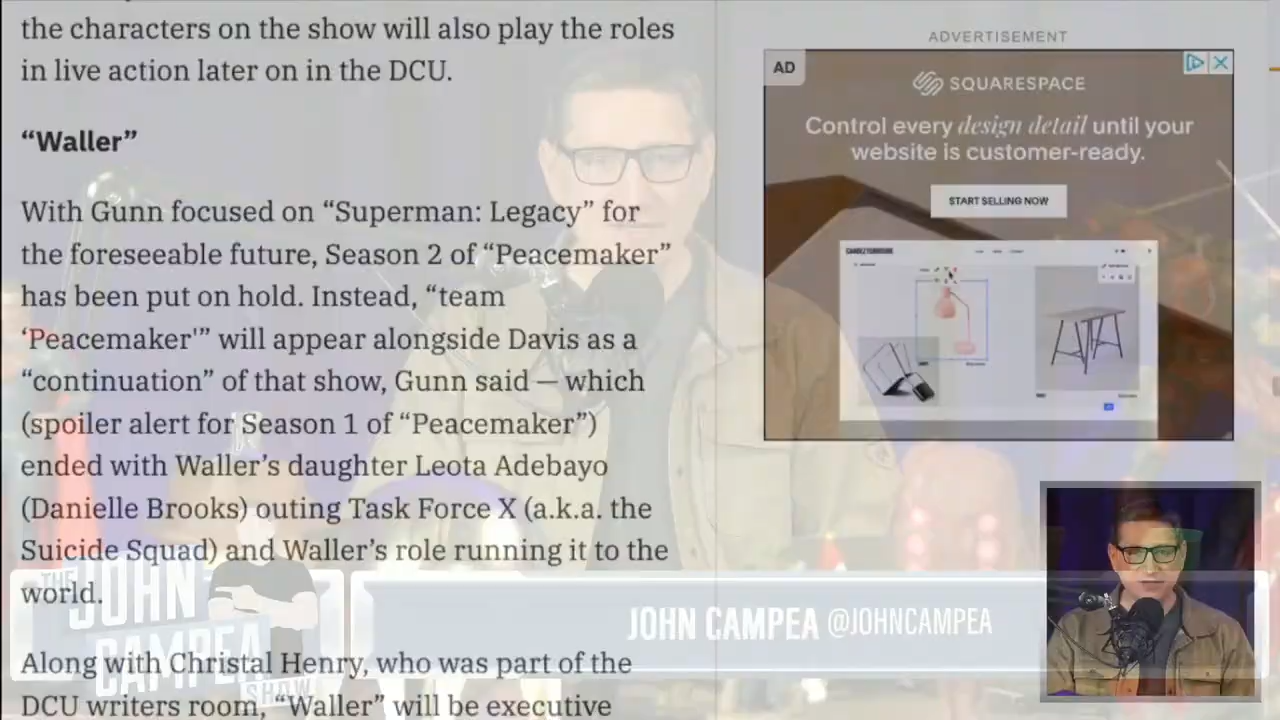 the characters on the show will also play the roles
in live action later on in the DCU.
“Waller”
With Gunn focused on “Superman: Legacy” for
the foreseeable future, Season 2 of “Peacemaker”
has been put on hold. Instead, “team
‘Peacemaker'” will appear alongside Davis as a
“continuation” of that show, Gunn said — which
(spoiler alert for Season 1 of “Peacemaker”)
ended with Waller’s daughter Leota Adebayo
(Danielle Brooks) outing Task Force X (a.k.a. the
Suicide Squad) and Waller’s role running it to the
world.
Along with Christal Henry, who was part of the
DCU writers room, “Waller” will be executive
ADVERTISEMENT
AD
SQUARESPACE
Control every design detail until your
website is customer-ready.
START SELLING NOW
THE
JOHN
CAMPEA
SHOW
JOHN CAMPEA @JOHNCAMPEA